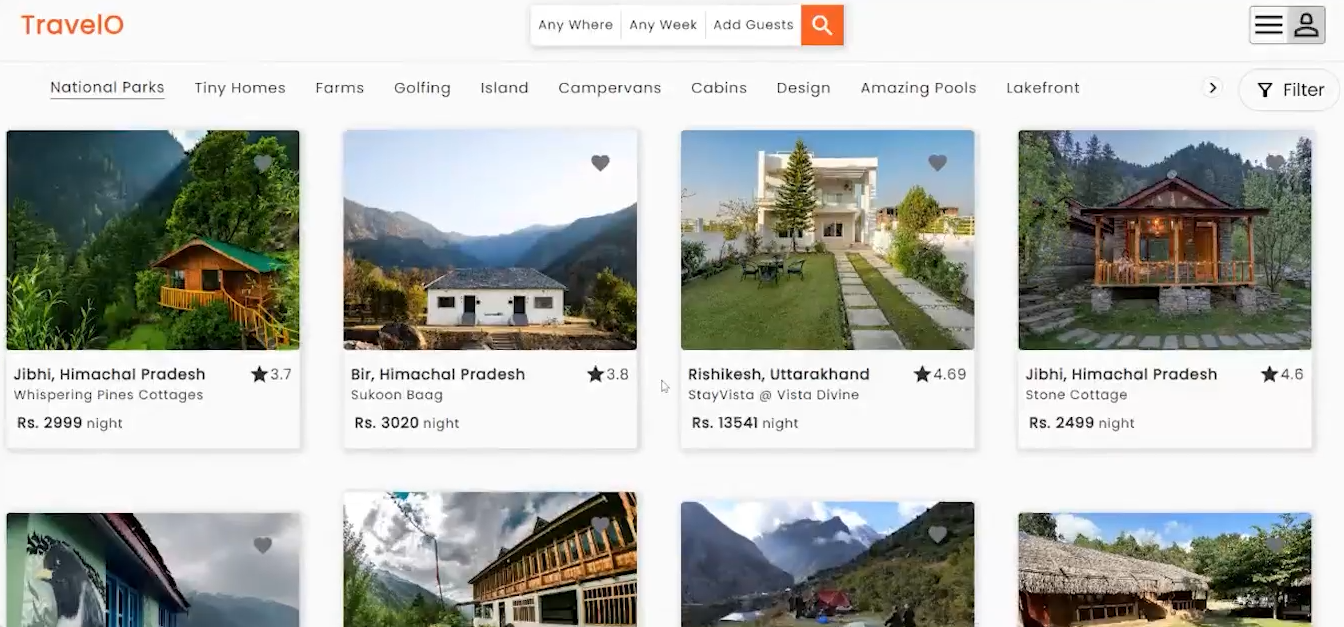 TravelO
Any Where Any Week Add Guests
National Parks Tiny Homes Farms Golfing Island Campervans Cabins Design Amazing Pools Lakefront Filter
Jibhi, Himachal Pradesh 3.7
Whispering Pines Cottages
Rs. 2999 night
Bir, Himachal Pradesh 3.8
Sukoon Baag
Rs. 3020 night
Rishikesh, Uttarakhand 4.69
StayVista @ Vista Divine
Rs. 13541 night
Jibhi, Himachal Pradesh 4.6
Stone Cottage
Rs. 2499 night